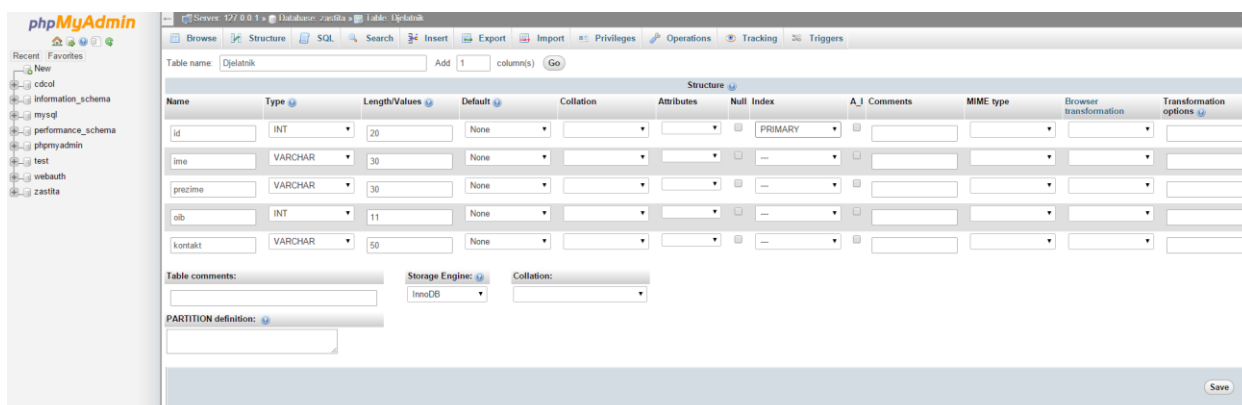 phpMyAdmin
Recent Favorites
New
cdcol
information_schema
mysql
performance_schema
phpmyadmin
test
webauth
zastita
Server: 127.0.0.1 » Database: zastita » Table: Djelatnik
Browse Structure SQL Search Insert Export Import Privileges Operations Tracking Triggers
Table name: Djelatnik Add 1 column(s) Go
Structure
Name Type Length/Values Default Collation Attributes Null Index A_I Comments MIME type Browser transformation Transformation options
id INT 20 None PRIMARY
ime VARCHAR 30 None ---
prezime VARCHAR 30 None ---
oib INT 11 None ---
kontakt VARCHAR 50 None ---
Table comments: Storage Engine: Collation:
InnoDB
PARTITION definition:
Save